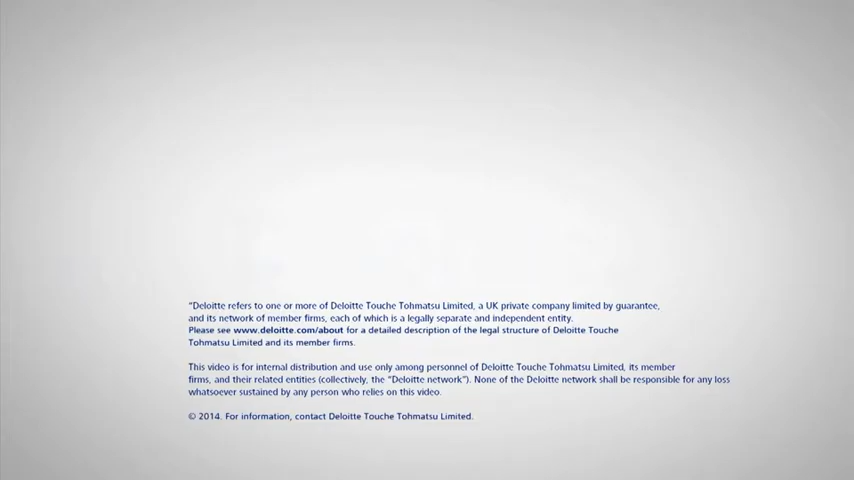 "Deloitte refers to one or more of Deloitte Touche Tohmatsu Limited, a UK private company limited by guarantee,
and its network of member firms, each of which is a legally separate and independent entity.
Please see www.deloitte.com/about for a detailed description of the legal structure of Deloitte Touche
Tohmatsu Limited and its member firms.
This video is for internal distribution and use only among personnel of Deloitte Touche Tohmatsu Limited, its member
firms, and their related entities (collectively, the "Deloitte network"). None of the Deloitte network shall be responsible for any loss
whatsoever sustained by any person who relies on this video.
© 2014. For information, contact Deloitte Touche Tohmatsu Limited.